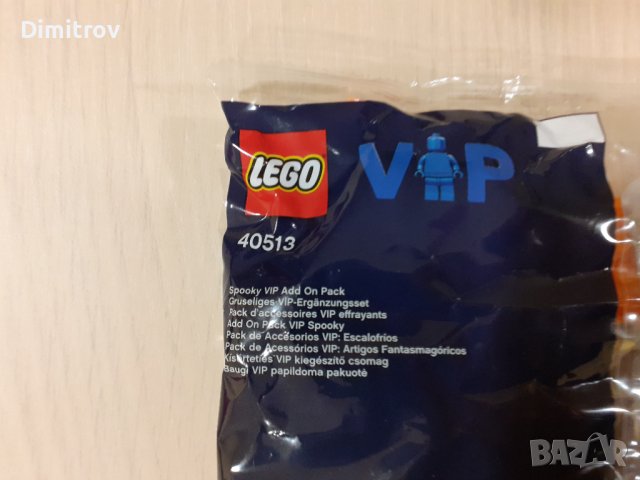 Dimitrov
LEGO
VIP
40513
Spooky VIP Add On Pack
Gruseliges VIP-Ergänzungsset
Pack d'accessoires VIP effrayants
Add On Pack VIP Spooky
Pack de Accesorios VIP: Escalofríos
Pack de Acessórios VIP: Artigos Fantasmagóricos
Kísérteties VIP kiegészítő csomag
Baugi VIP papildoma pakuotė
BAZAR